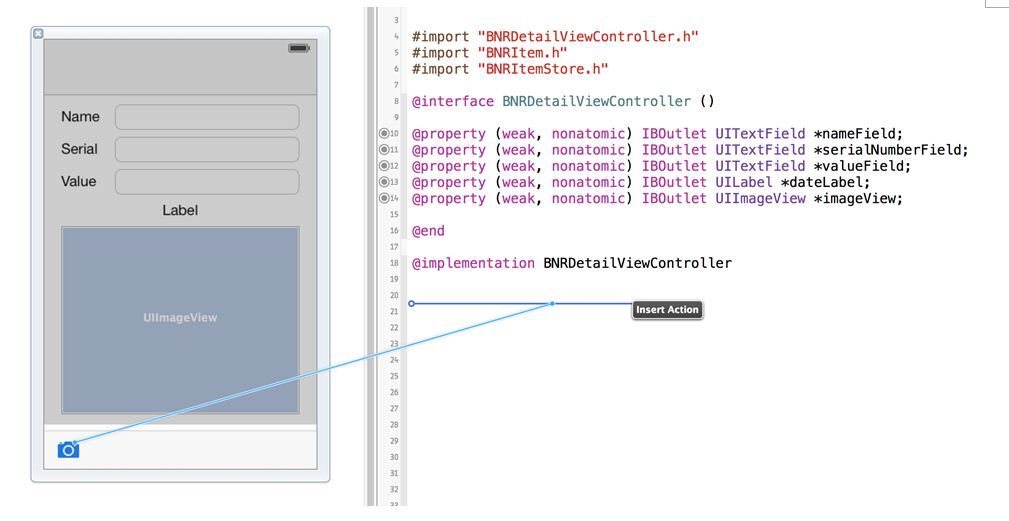 Name
Serial
Value
Label
UIImageView
3
4 #import "BNRDetailViewController.h"
5 #import "BNRItem.h"
6 #import "BNRItemStore.h"
7
8 @interface BNRDetailViewController ()
9
10 @property (weak, nonatomic) IBOutlet UITextField *nameField;
11 @property (weak, nonatomic) IBOutlet UITextField *serialNumberField;
12 @property (weak, nonatomic) IBOutlet UITextField *valueField;
13 @property (weak, nonatomic) IBOutlet UILabel *dateLabel;
14 @property (weak, nonatomic) IBOutlet UIImageView *imageView;
15
16 @end
17
18 @implementation BNRDetailViewController
19
20
Insert Action
21
22
23
24
25
26
27
28
29
30
31
32
33